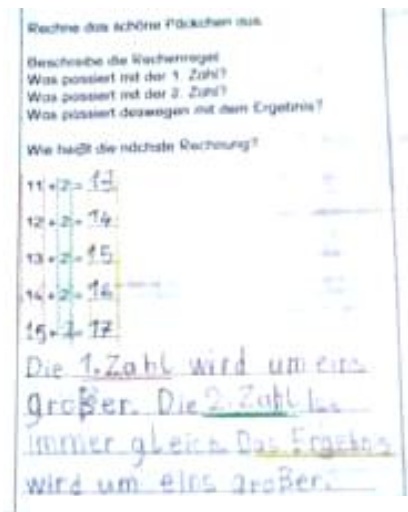 Rechne das schöne Päckchen aus.
Beschreibe die Rechenregel
Was passiert mit der 1. Zahl?
Was passiert mit der 2. Zahl?
Was passiert deswegen mit dem Ergebnis?
Wie heißt die nächste Rechnung?
11 + 2 = 13
12 + 2 = 14
13 + 2 = 15
14 + 2 = 16
15 + 2 = 17
Die 1. Zahl wird um eins
großer. Die 2. Zahl
immer gleich Das Ergebnis
wird um eins großer.